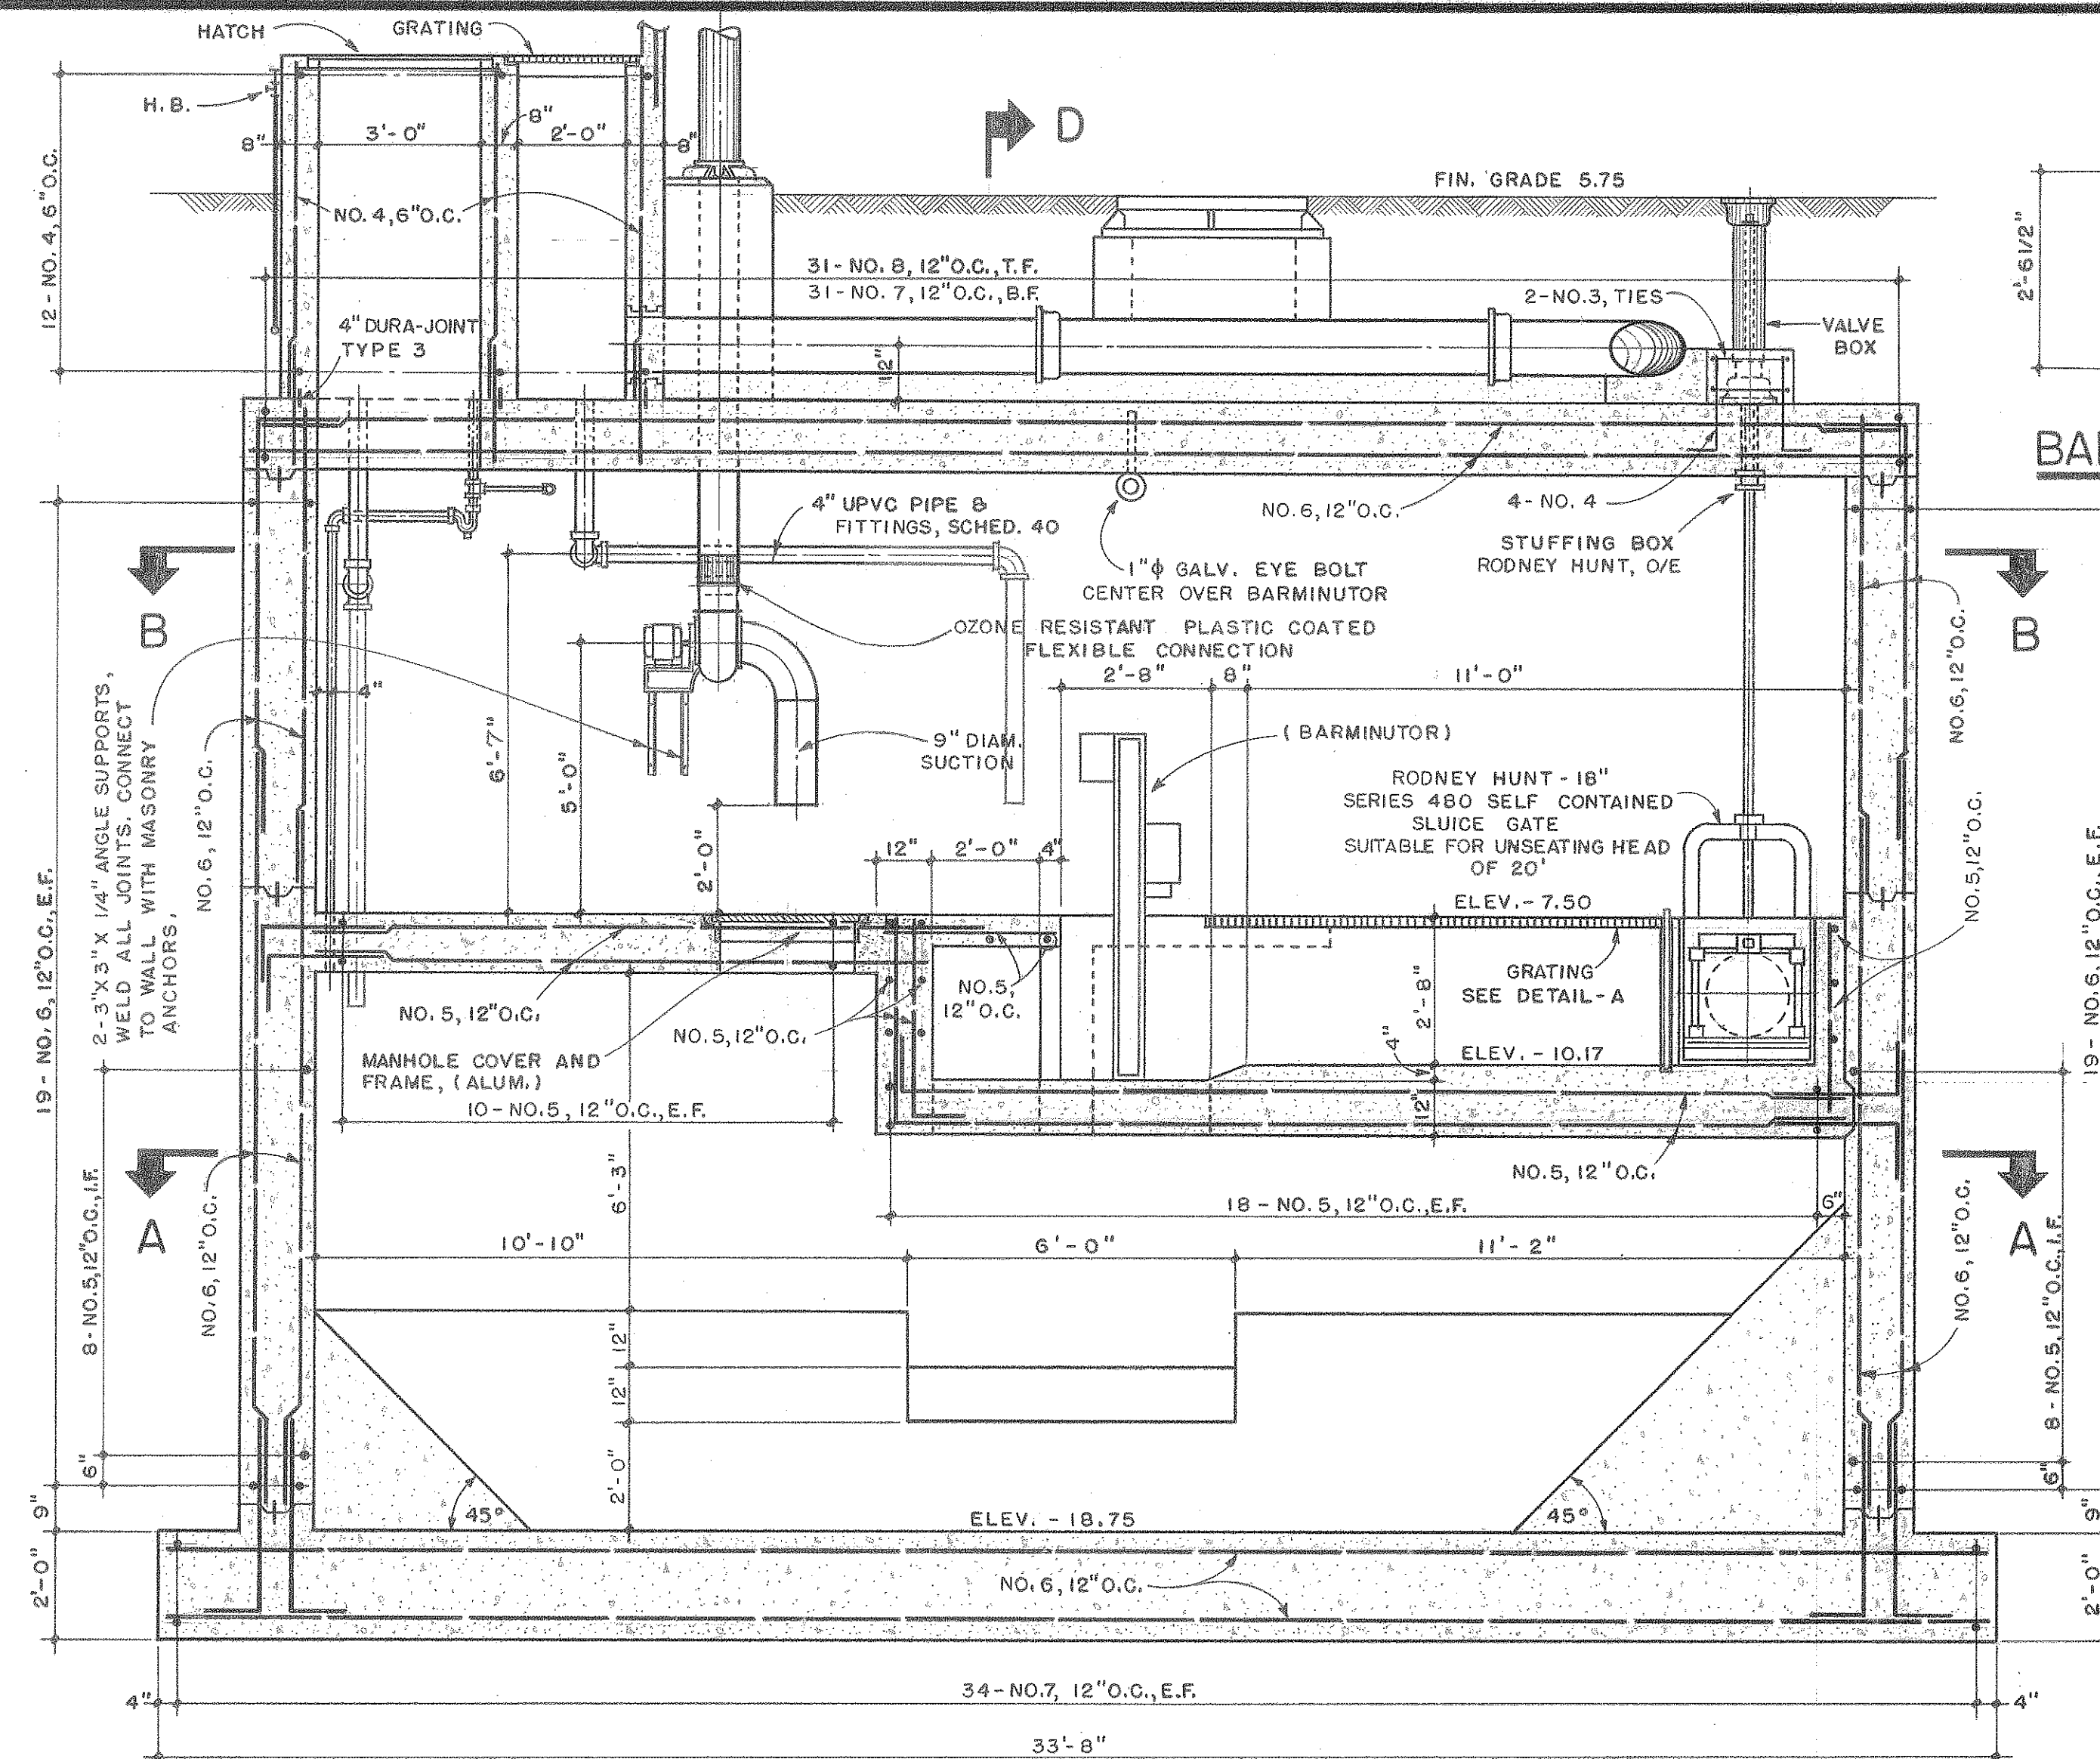 HATCH
GRATING
H.B.
8"
3'-0"
8"
2'-0"
8"
D
12-NO. 4, 6"O.C.
NO. 4, 6"O.C.
FIN. GRADE 5.75
31-NO. 8, 12"O.C., T.F.
31-NO. 7, 12"O.C., B.F.
2-NO.3, TIES
2'-6 1/2"
4" DURA-JOINT
TYPE 3
VALVE
BOX
12"
BA
4" UPVC PIPE &
FITTINGS, SCHED. 40
NO.6, 12"O.C.
4-NO. 4
STUFFING BOX
RODNEY HUNT, O/E
1"ϕ GALV. EYE BOLT
CENTER OVER BARMINUTOR
B
B
OZONE RESISTANT PLASTIC COATED
FLEXIBLE CONNECTION
NO.6, 12"O.C.
4"
2'-8"
8"
11'-0"
2-3"X3"X 1/4" ANGLE SUPPORTS,
WELD ALL JOINTS. CONNECT
TO WALL WITH MASONRY
ANCHORS.
NO. 6, 12"O.C.
6'-7"
5'-0"
9" DIAM.
SUCTION
(BARMINUTOR)
RODNEY HUNT-18"
SERIES 480 SELF CONTAINED
SLUICE GATE
SUITABLE FOR UNSEATING HEAD
OF 20'
NO.5, 12"O.C.
2'-0"
12"
2'-0"
4"
ELEV.-7.50
19-NO. 6, 12"O.C., E.F.
19-NO.6, 12"O.C., E.F.
NO. 5, 12"O.C.
NO.5, 12"O.C.
NO.5,
12"O.C.
GRATING
SEE DETAIL-A
2'-8"
MANHOLE COVER AND
FRAME, (ALUM.)
4"
ELEV. -10.17
10-NO.5, 12"O.C., E.F.
12"
NO.5, 12"O.C.
A
A
6'-3"
18-NO. 5, 12"O.C., E.F.
6"
8-NO.5, 12"O.C., I.F.
NO.6, 12"O.C.
10'-10"
6'-0"
11'-2"
NO.6, 12"O.C.
8-NO.5, 12"O.C., I.F.
12"
12"
6"
2'-0"
6"
9"
45°
ELEV. -18.75
45°
9"
2'-0"
NO. 6, 12"O.C.
2'-0"
4"
34-NO.7, 12"O.C., E.F.
4"
33'-8"